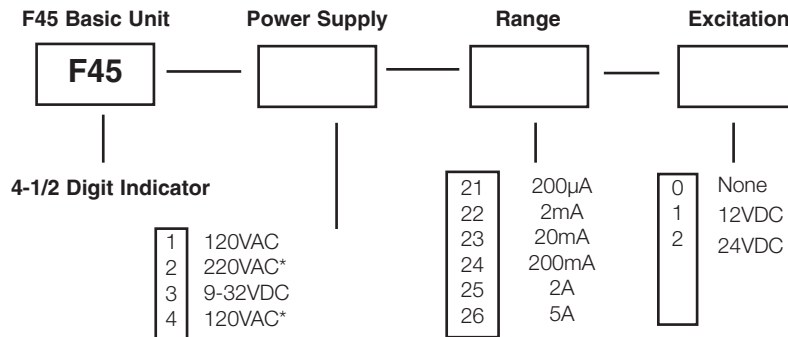 F45 Basic Unit Power Supply Range Excitation
F45
4-1/2 Digit Indicator
1 120VAC
2 220VAC*
3 9-32VDC
4 120VAC*
21 200µA
22 2mA
23 20mA
24 200mA
25 2A
26 5A
0 None
1 12VDC
2 24VDC